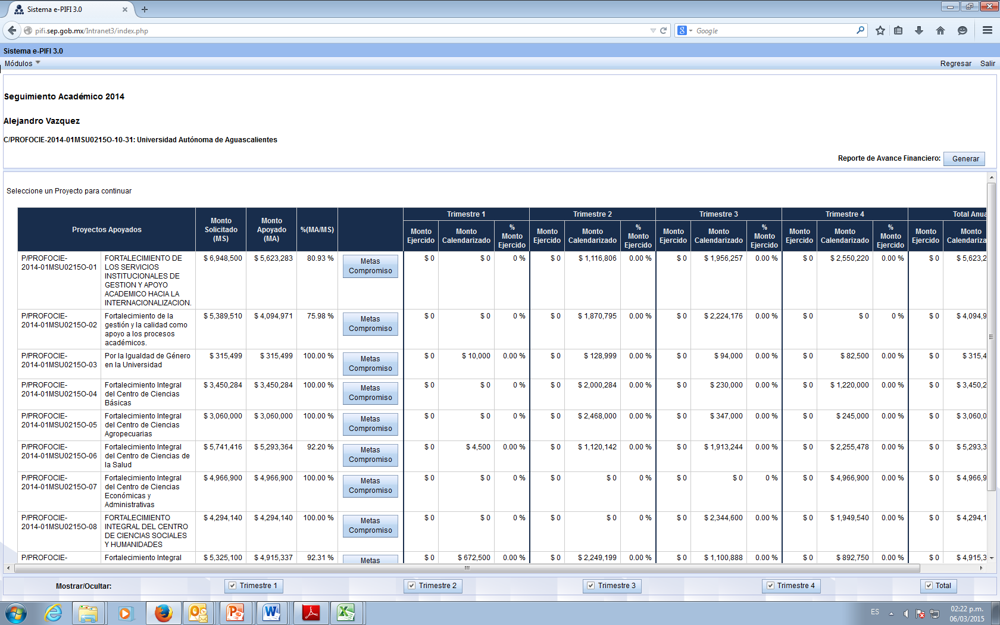 Sistema e-PIFI 3.0
pifi.sep.gob.mx/Intranet3/index.php
Google
Sistema e-PIFI 3.0
Módulos Regresar Salir
Seguimiento Académico 2014
Alejandro Vazquez
C/PROFOCIE-2014-01MSU0215O-10-31: Universidad Autónoma de Aguascalientes
Reporte de Avance Financiero: Generar
Seleccione un Proyecto para continuar
Trimestre 1 Trimestre 2 Trimestre 3 Trimestre 4 Total Anua
Proyectos Apoyados Monto Solicitado (MS) Monto Apoyado (MA) %(MA/MS) Monto Ejercido Monto Calendarizado % Monto Ejercido Monto Ejercido Monto Calendarizado % Monto Ejercido Monto Ejercido Monto Calendarizado % Monto Ejercido Monto Ejercido Monto Calendarizado % Monto Ejercido Monto Ejercido Monto Calendariza
P/PROFOCIE- FORTALECIMIENTO DE $ 6,948,500 $ 5,623,283 80.93 % Metas $ 0 $ 0 0 % $ 0 $ 1,116,806 0.00 % $ 0 $ 1,956,257 0.00 % $ 0 $ 2,550,220 0.00 % $ 0 $ 5,623,2
2014-01MSU0215O-01 LOS SERVICIOS Compromiso
INSTITUCIONALES DE
GESTION Y APOYO
ACADEMICO HACIA LA
INTERNACIONALIZACION.
P/PROFOCIE- Fortalecimiento de la $ 5,389,510 $ 4,094,971 75.98 % Metas $ 0 $ 0 0 % $ 0 $ 1,870,795 0.00 % $ 0 $ 2,224,176 0.00 % $ 0 $ 0 0 % $ 0 $ 4,094,9
2014-01MSU0215O-02 gestión y la calidad como Compromiso
apoyo a los procesos
académicos.
P/PROFOCIE- Por la Igualdad de Género $ 315,499 $ 315,499 100.00 % Metas $ 0 $ 10,000 0.00 % $ 0 $ 128,999 0.00 % $ 0 $ 94,000 0.00 % $ 0 $ 82,500 0.00 % $ 0 $ 315,4
2014-01MSU0215O-03 en la Universidad Compromiso
P/PROFOCIE- Fortalecimiento Integral $ 3,450,284 $ 3,450,284 100.00 % Metas $ 0 $ 0 0 % $ 0 $ 2,000,284 0.00 % $ 0 $ 230,000 0.00 % $ 0 $ 1,220,000 0.00 % $ 0 $ 3,450,2
2014-01MSU0215O-04 del Centro de Ciencias Compromiso
Básicas
P/PROFOCIE- Fortalecimiento Integral $ 3,060,000 $ 3,060,000 100.00 % Metas $ 0 $ 0 0 % $ 0 $ 2,468,000 0.00 % $ 0 $ 347,000 0.00 % $ 0 $ 245,000 0.00 % $ 0 $ 3,060,0
2014-01MSU0215O-05 del Centro de Ciencias Compromiso
Agropecuarias
P/PROFOCIE- Fortalecimiento Integral $ 5,741,416 $ 5,293,364 92.20 % Metas $ 0 $ 4,500 0.00 % $ 0 $ 1,120,142 0.00 % $ 0 $ 1,913,244 0.00 % $ 0 $ 2,255,478 0.00 % $ 0 $ 5,293,3
2014-01MSU0215O-06 del Centro de Ciencias de Compromiso
la Salud
P/PROFOCIE- Fortalecimiento Integral $ 4,966,900 $ 4,966,900 100.00 % Metas $ 0 $ 0 0 % $ 0 $ 0 0 % $ 0 $ 0 0 % $ 0 $ 4,966,900 0.00 % $ 0 $ 4,966,9
2014-01MSU0215O-07 del Centro de Ciencias Compromiso
Económicas y
Administrativas
P/PROFOCIE- FORTALECIMIENTO $ 4,294,140 $ 4,294,140 100.00 % Metas $ 0 $ 0 0 % $ 0 $ 0 0 % $ 0 $ 2,344,600 0.00 % $ 0 $ 1,949,540 0.00 % $ 0 $ 4,294,1
2014-01MSU0215O-08 INTEGRAL DEL CENTRO Compromiso
DE CIENCIAS SOCIALES
Y HUMANIDADES
P/PROFOCIE- Fortalecimiento Integral $ 5,325,100 $ 4,915,337 92.31 % Metas $ 0 $ 672,500 0.00 % $ 0 $ 2,249,199 0.00 % $ 0 $ 1,100,888 0.00 % $ 0 $ 892,750 0.00 % $ 0 $ 4,915,3
Mostrar/Ocultar: Trimestre 1 Trimestre 2 Trimestre 3 Trimestre 4 Total
ES 02:22 p.m.
06/03/2015